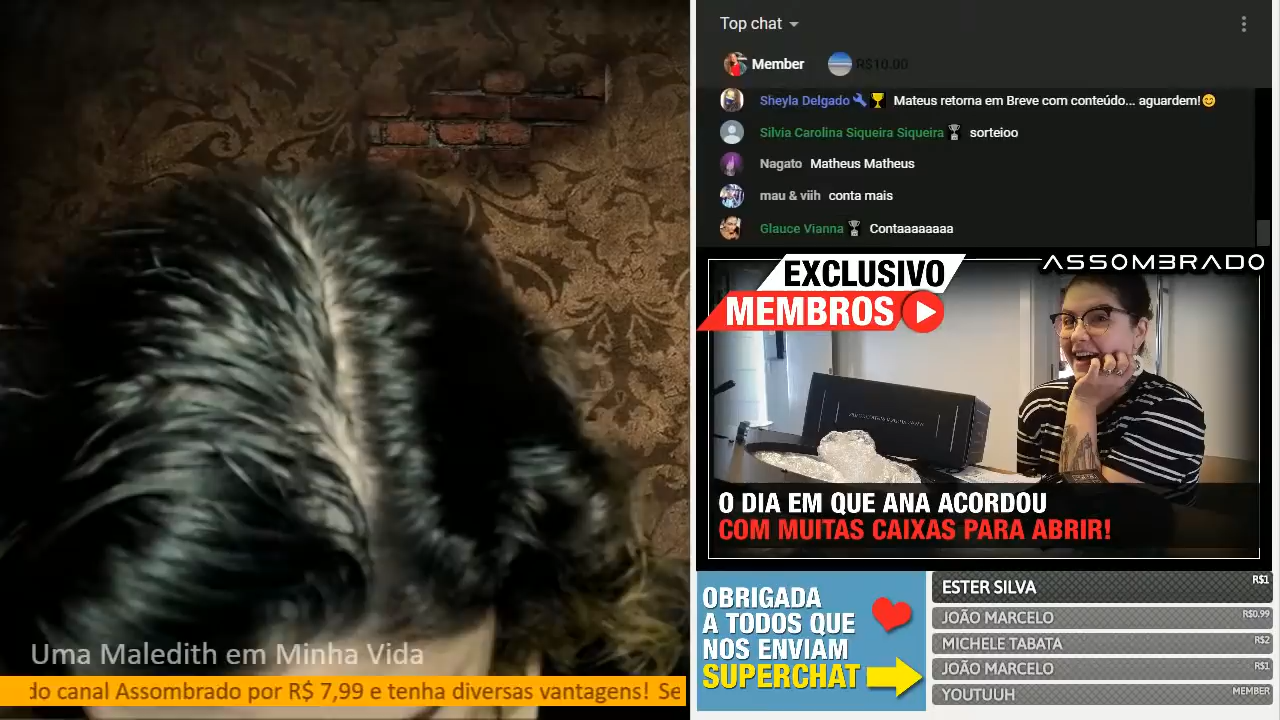 Top chat
Member
R$10.00
Sheyla Delgado Mateus retorna em Breve com conteúdo... aguardem!
Silvia Carolina Siqueira Siqueira sorteioo
Nagato Matheus Matheus
mau & viih conta mais
Glauce Vianna Contaaaaaaaa
EXCLUSIVO
MEMBROS
ASSOMBRADO
O DIA EM QUE ANA ACORDOU
COM MUITAS CAIXAS PARA ABRIR!
OBRIGADA
A TODOS QUE
NOS ENVIAM
SUPERCHAT
ESTER SILVA R$1
JOÃO MARCELO R$0.99
MICHELE TABATA R$2
JOÃO MARCELO R$1
YOUTUUH MEMBER
Uma Maledith em Minha Vida
do canal Assombrado por R$ 7,99 e tenha diversas vantagens! Se